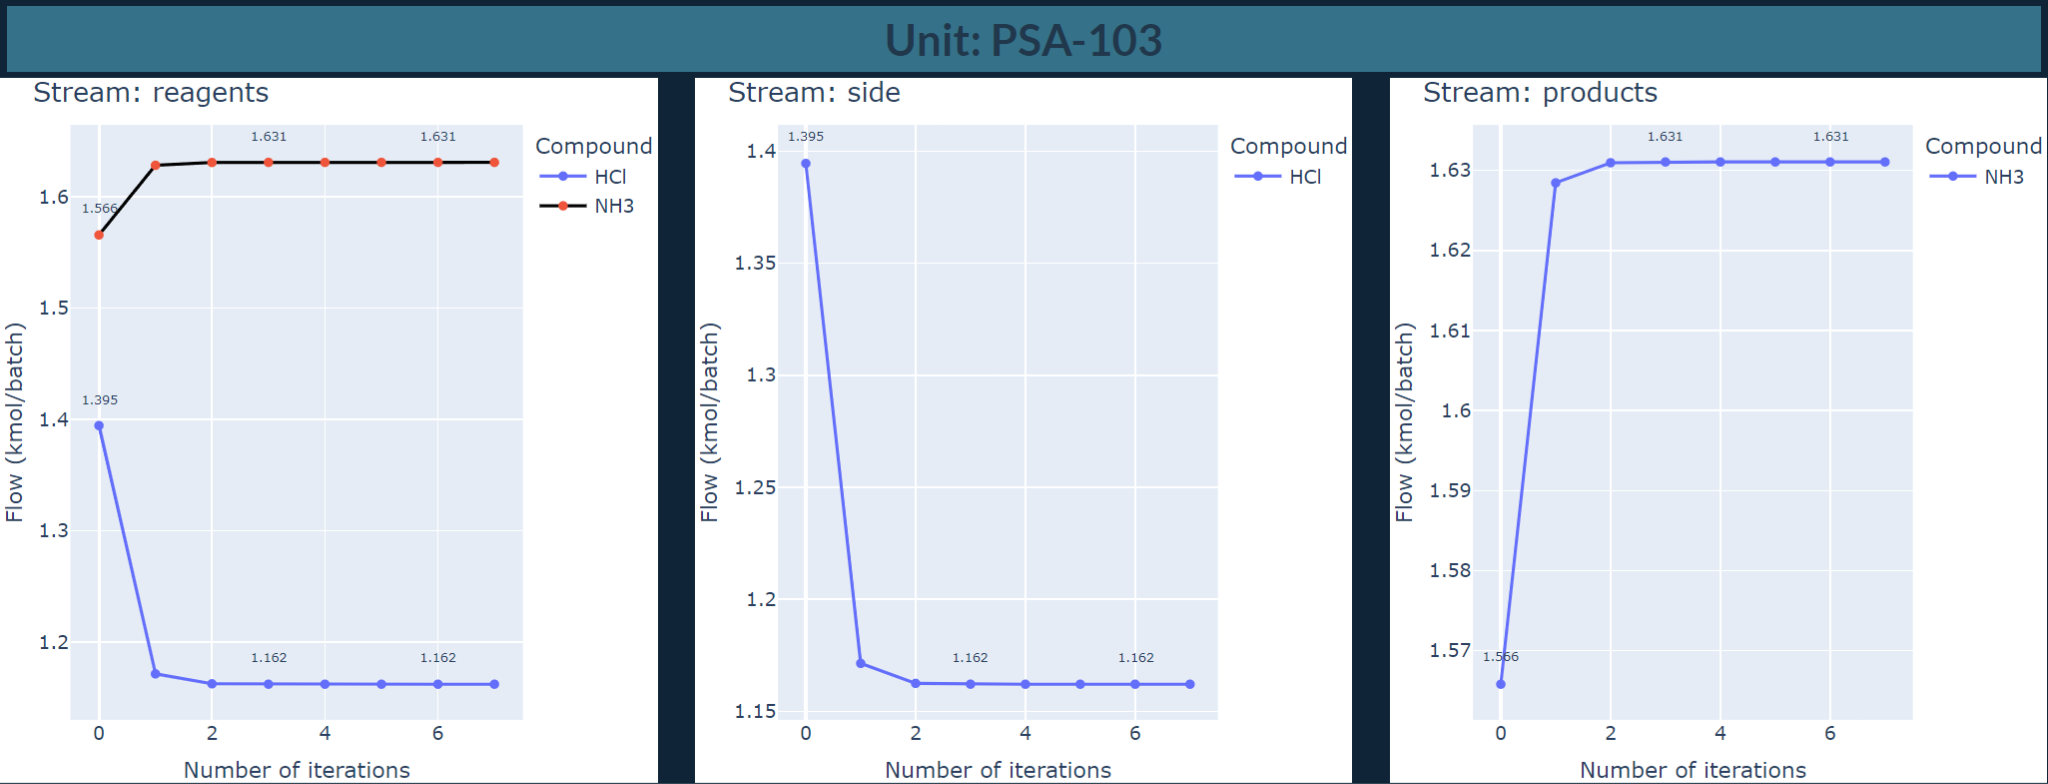 Unit: PSA-103
Stream: reagents
1.631
1.631
1.566
1.395
1.162
1.162
1.6
1.5
1.4
1.3
1.2
0
2
4
6
Flow (kmol/batch)
Number of iterations
Compound
HCl
NH3
Stream: side
1.395
1.162
1.162
1.4
1.35
1.3
1.25
1.2
1.15
0
2
4
6
Flow (kmol/batch)
Number of iterations
Compound
HCl
Stream: products
1.631
1.631
1.566
1.63
1.62
1.61
1.6
1.59
1.58
1.57
0
2
4
6
Flow (kmol/batch)
Number of iterations
Compound
NH3